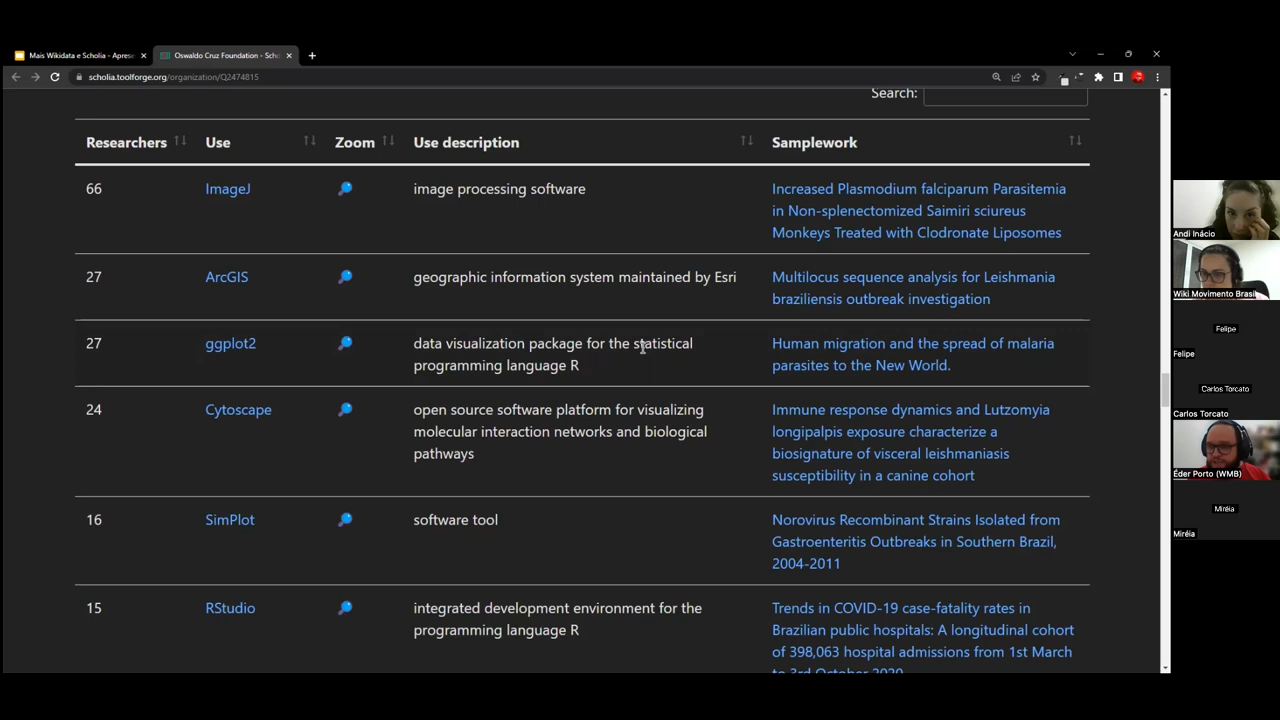 Mais Wikidata e Scholia - Aprese
Oswaldo Cruz Foundation - Scho
scholia.toolforge.org/organization/Q2474815
Search:
Researchers Use Zoom Use description Samplework
66 ImageJ image processing software Increased Plasmodium falciparum Parasitemia
in Non-splenectomized Saimiri sciureus
Monkeys Treated with Clodronate Liposomes
27 ArcGIS geographic information system maintained by Esri Multilocus sequence analysis for Leishmania
braziliensis outbreak investigation
27 ggplot2 data visualization package for the statistical Human migration and the spread of malaria
programming language R parasites to the New World.
24 Cytoscape open source software platform for visualizing Immune response dynamics and Lutzomyia
molecular interaction networks and biological longipalpis exposure characterize a
pathways biosignature of visceral leishmaniasis
susceptibility in a canine cohort
16 SimPlot software tool Norovirus Recombinant Strains Isolated from
Gastroenteritis Outbreaks in Southern Brazil,
2004-2011
15 RStudio integrated development environment for the Trends in COVID-19 case-fatality rates in
programming language R Brazilian public hospitals: A longitudinal cohort
of 398,063 hospital admissions from 1st March
to 3rd October 2020
Andi Inácio
Wiki Movimento Brasil
Felipe
Felipe
Carlos Torcato
Carlos Torcato
Éder Porto (WMB)
Miréia
Miréia